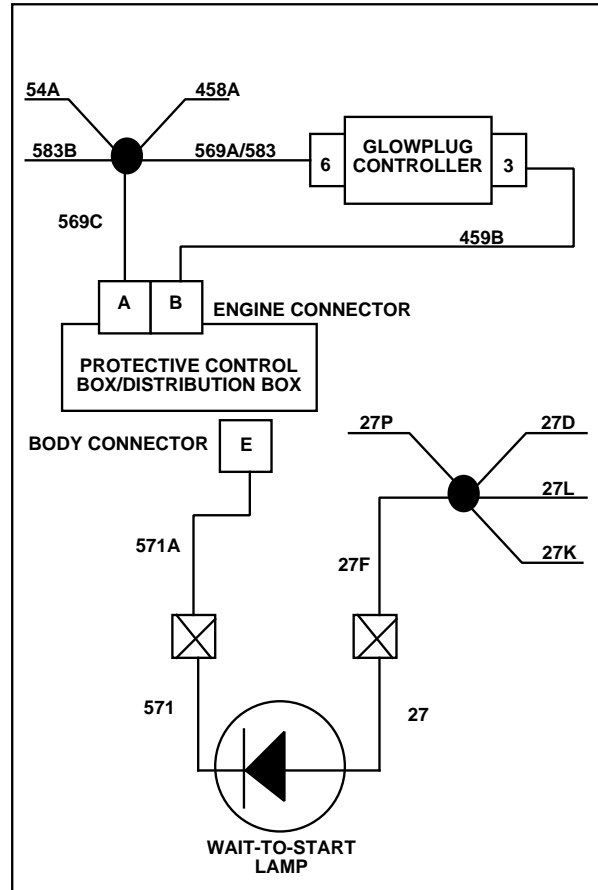 54A
458A
583B
569A/583
6
GLOWPLUG
CONTROLLER
3
569C
459B
A
B
ENGINE CONNECTOR
PROTECTIVE CONTROL
BOX/DISTRIBUTION BOX
BODY CONNECTOR
E
27P
27D
27L
27K
571A
27F
571
27
WAIT-TO-START
LAMP